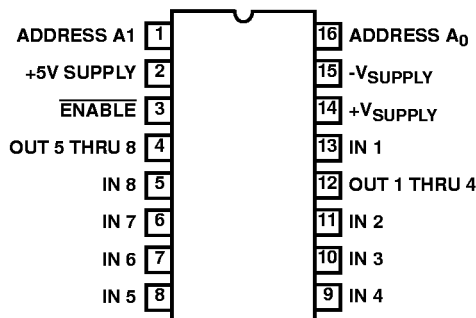 ADDRESS A1 1 16 ADDRESS A0
+5V SUPPLY 2 15 -VSUPPLY
ENABLE 3 14 +VSUPPLY
OUT 5 THRU 8 4 13 IN 1
IN 8 5 12 OUT 1 THRU 4
IN 7 6 11 IN 2
IN 6 7 10 IN 3
IN 5 8 9 IN 4